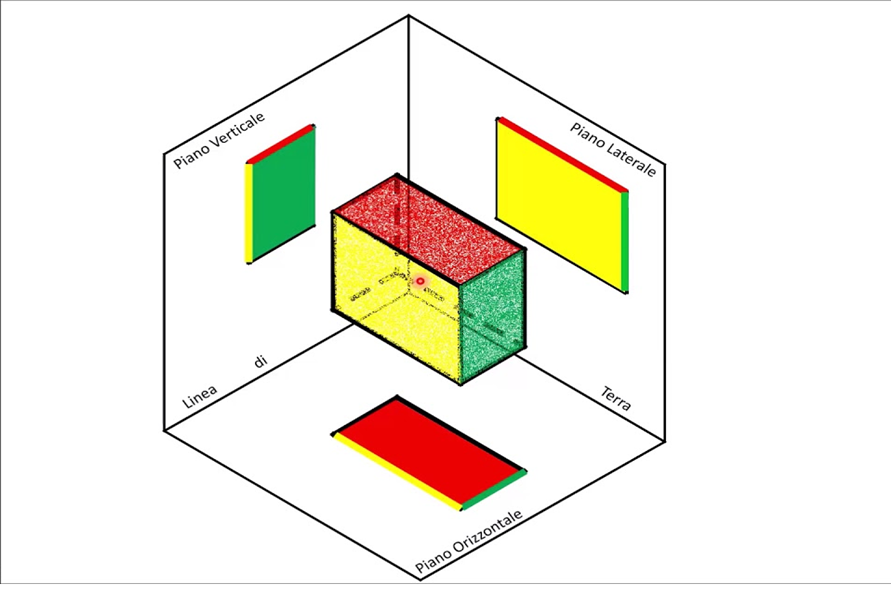 Piano Verticale
Piano Laterale
Linea di Terra
Piano Orizzontale